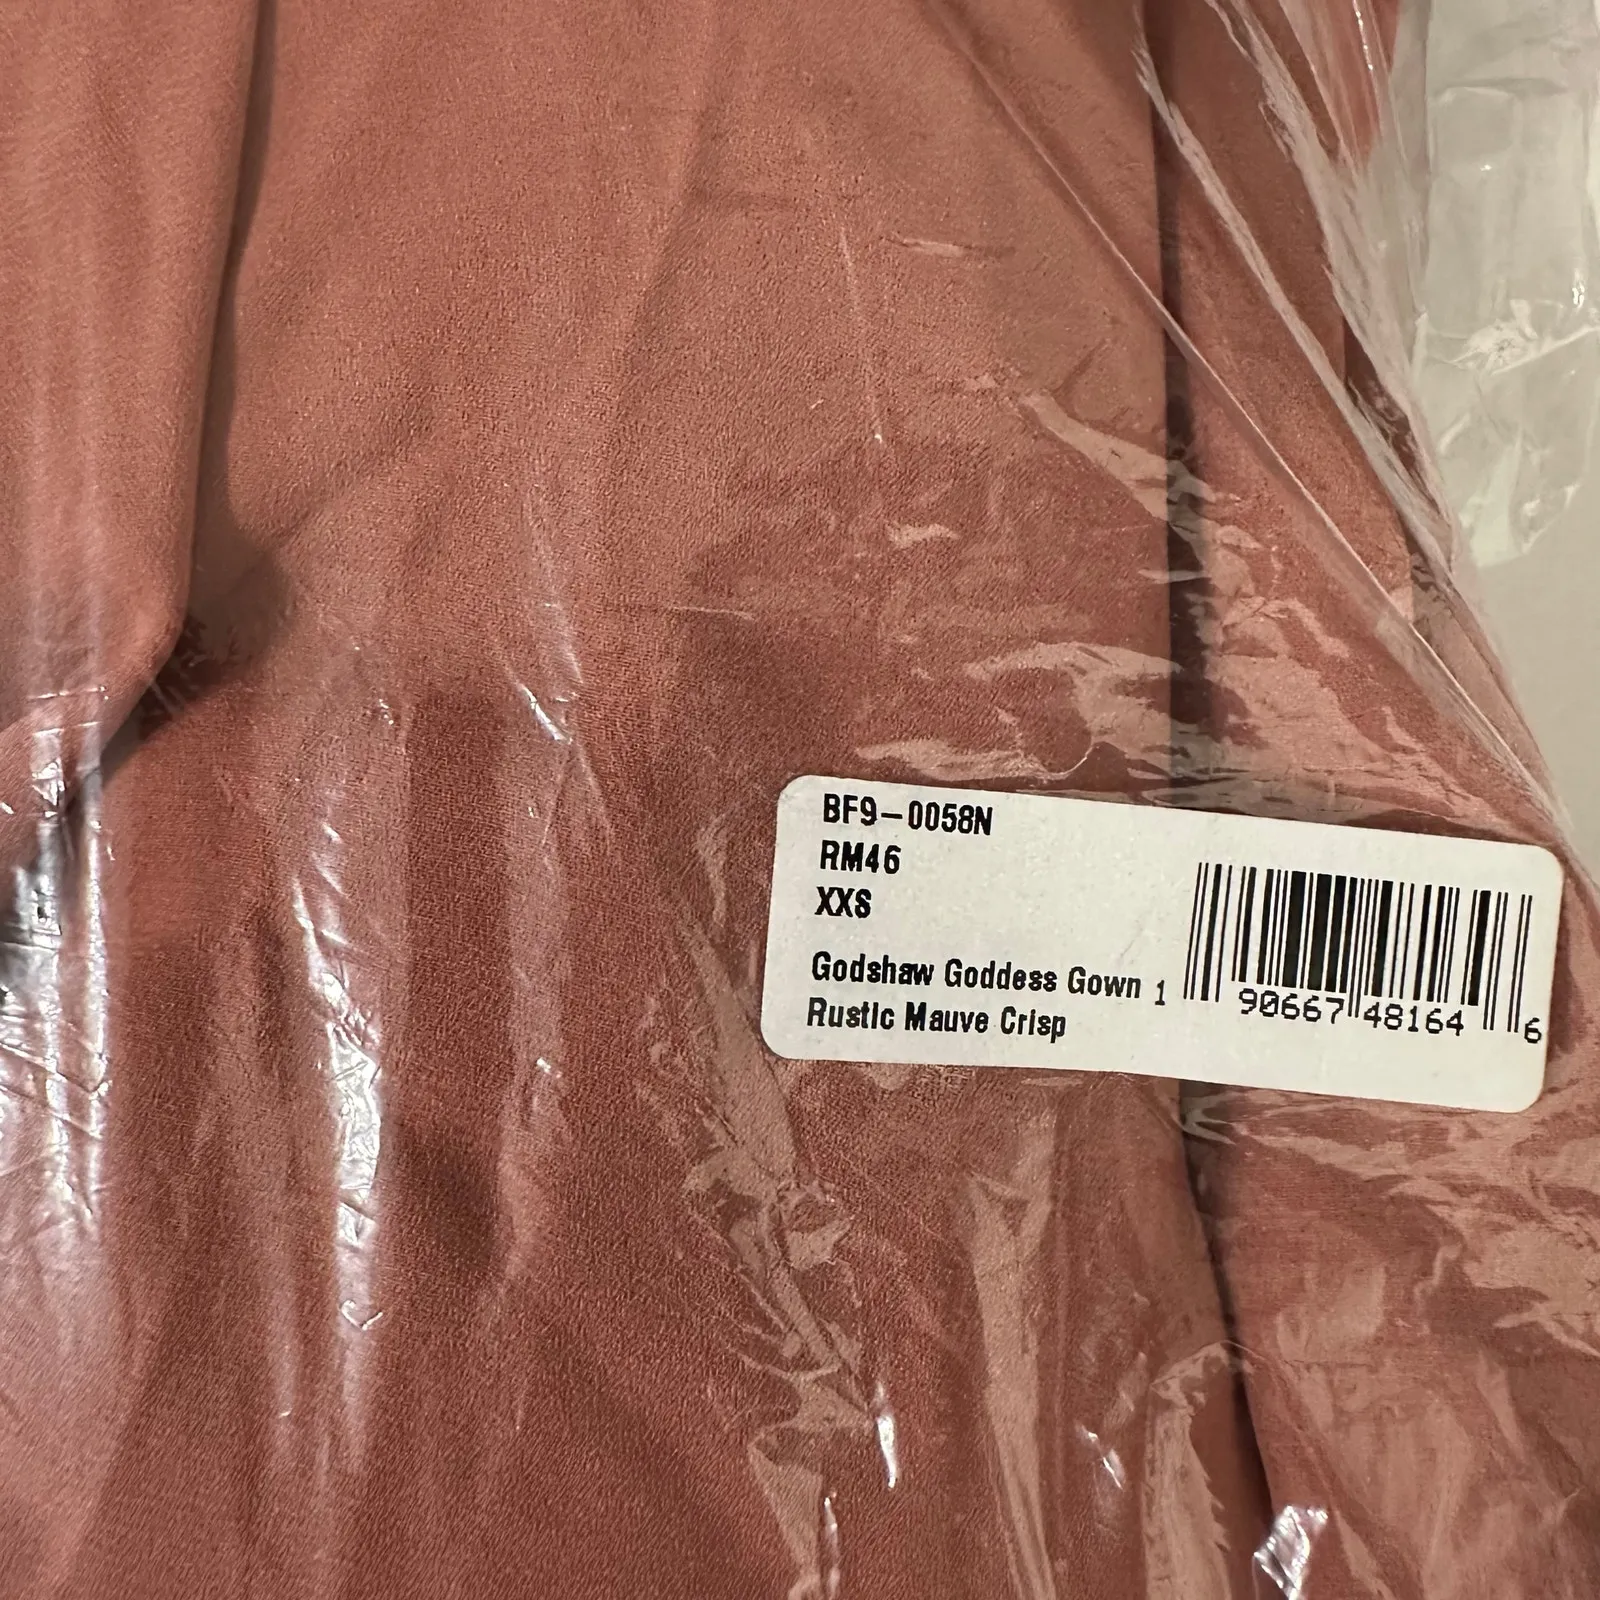 BF9-0058N
RM46
XXS
Godshaw Goddess Gown
Rustic Mauve Crisp
1 90667 48164 6